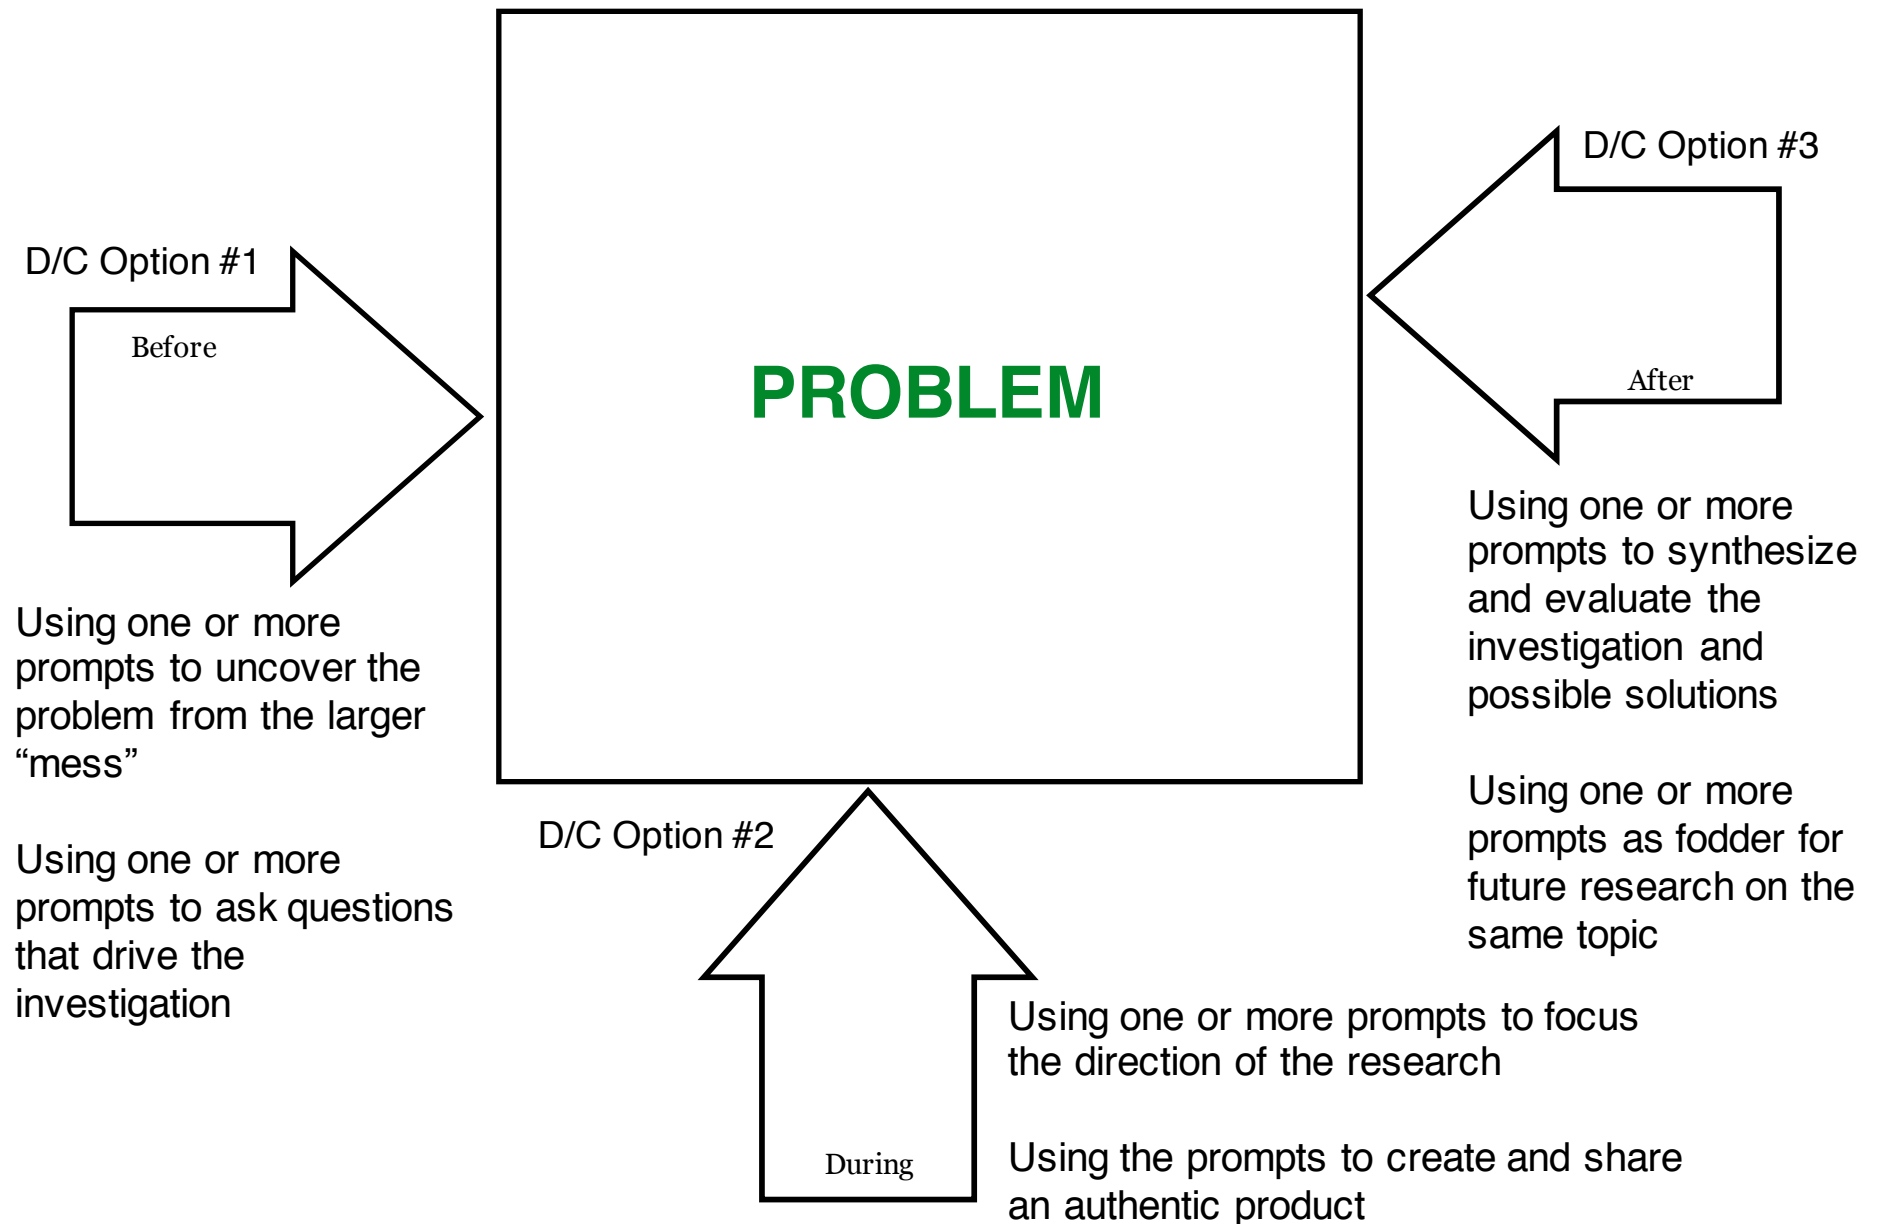 D/C Option #1
Before
Using one or more
prompts to uncover the
problem from the larger
“mess”
Using one or more
prompts to ask questions
that drive the
investigation
PROBLEM
D/C Option #2
During
Using one or more prompts to focus
the direction of the research
Using the prompts to create and share
an authentic product
D/C Option #3
After
Using one or more
prompts to synthesize
and evaluate the
investigation and
possible solutions
Using one or more
prompts as fodder for
future research on the
same topic